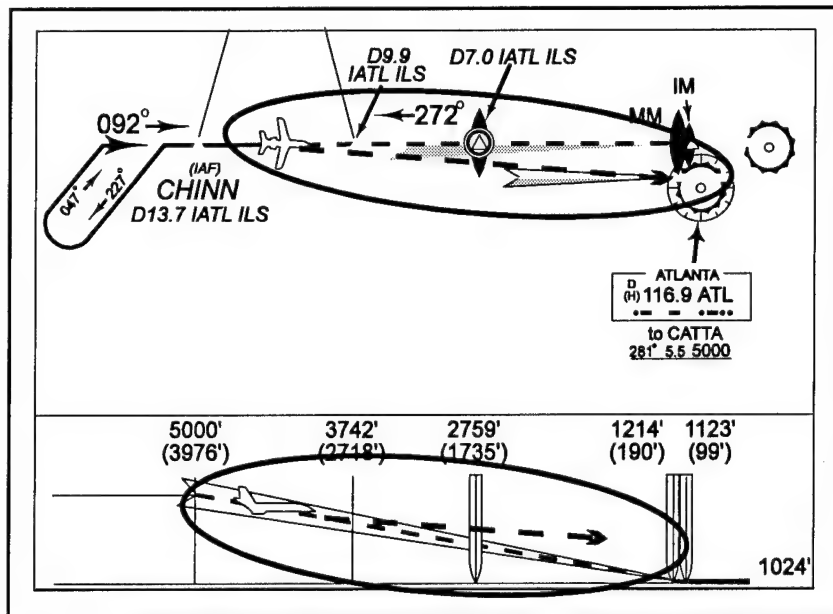 D9.9
IATL ILS
D7.0 IATL ILS
IM
MM
092°
272°
(IAF)
CHINN
D13.7 IATL ILS
047°
227°
ATLANTA
D
(H) 116.9 ATL
to CATTA
281° 5.5 5000
5000' 3742' 2759' 1214' 1123'
(3976') (2718') (1735') (190') (99')
1024'